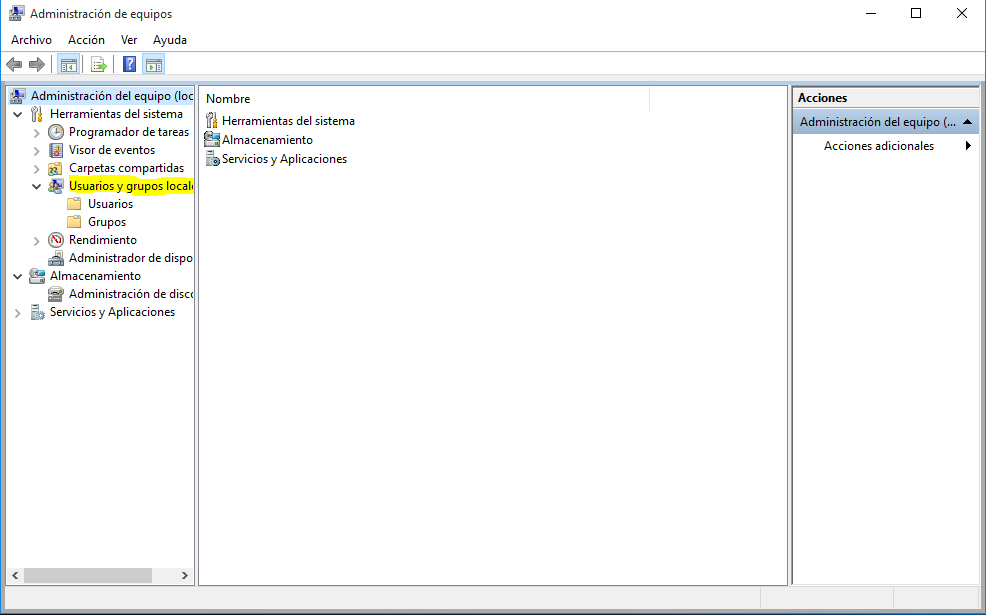 Administración de equipos
Archivo Acción Ver Ayuda
Administración del equipo (loc
Herramientas del sistema
Programador de tareas
Visor de eventos
Carpetas compartidas
Usuarios y grupos locale
Usuarios
Grupos
Rendimiento
Administrador de dispo
Almacenamiento
Administración de disco
Servicios y Aplicaciones
Nombre
Herramientas del sistema
Almacenamiento
Servicios y Aplicaciones
Acciones
Administración del equipo (...
Acciones adicionales